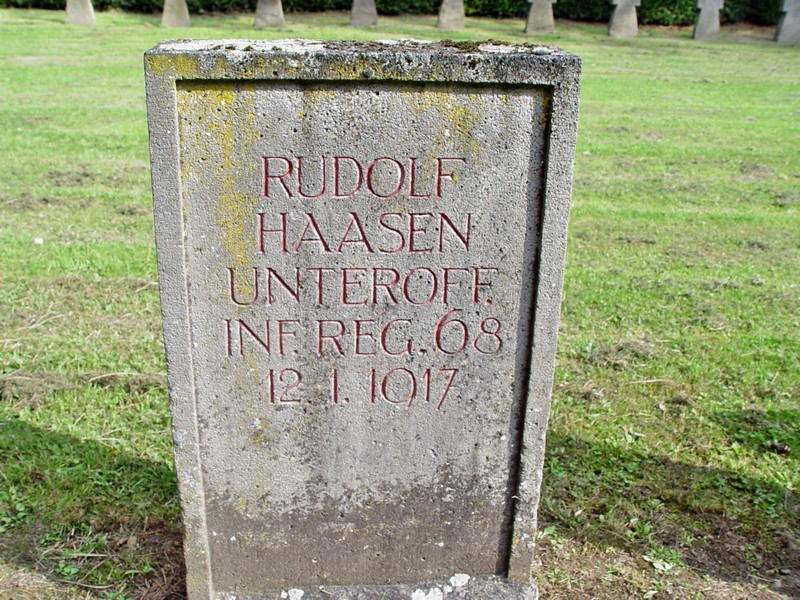 RUDOLF
HAASEN
UNTEROFF.
INF. REG. 68
12. 1. 1017